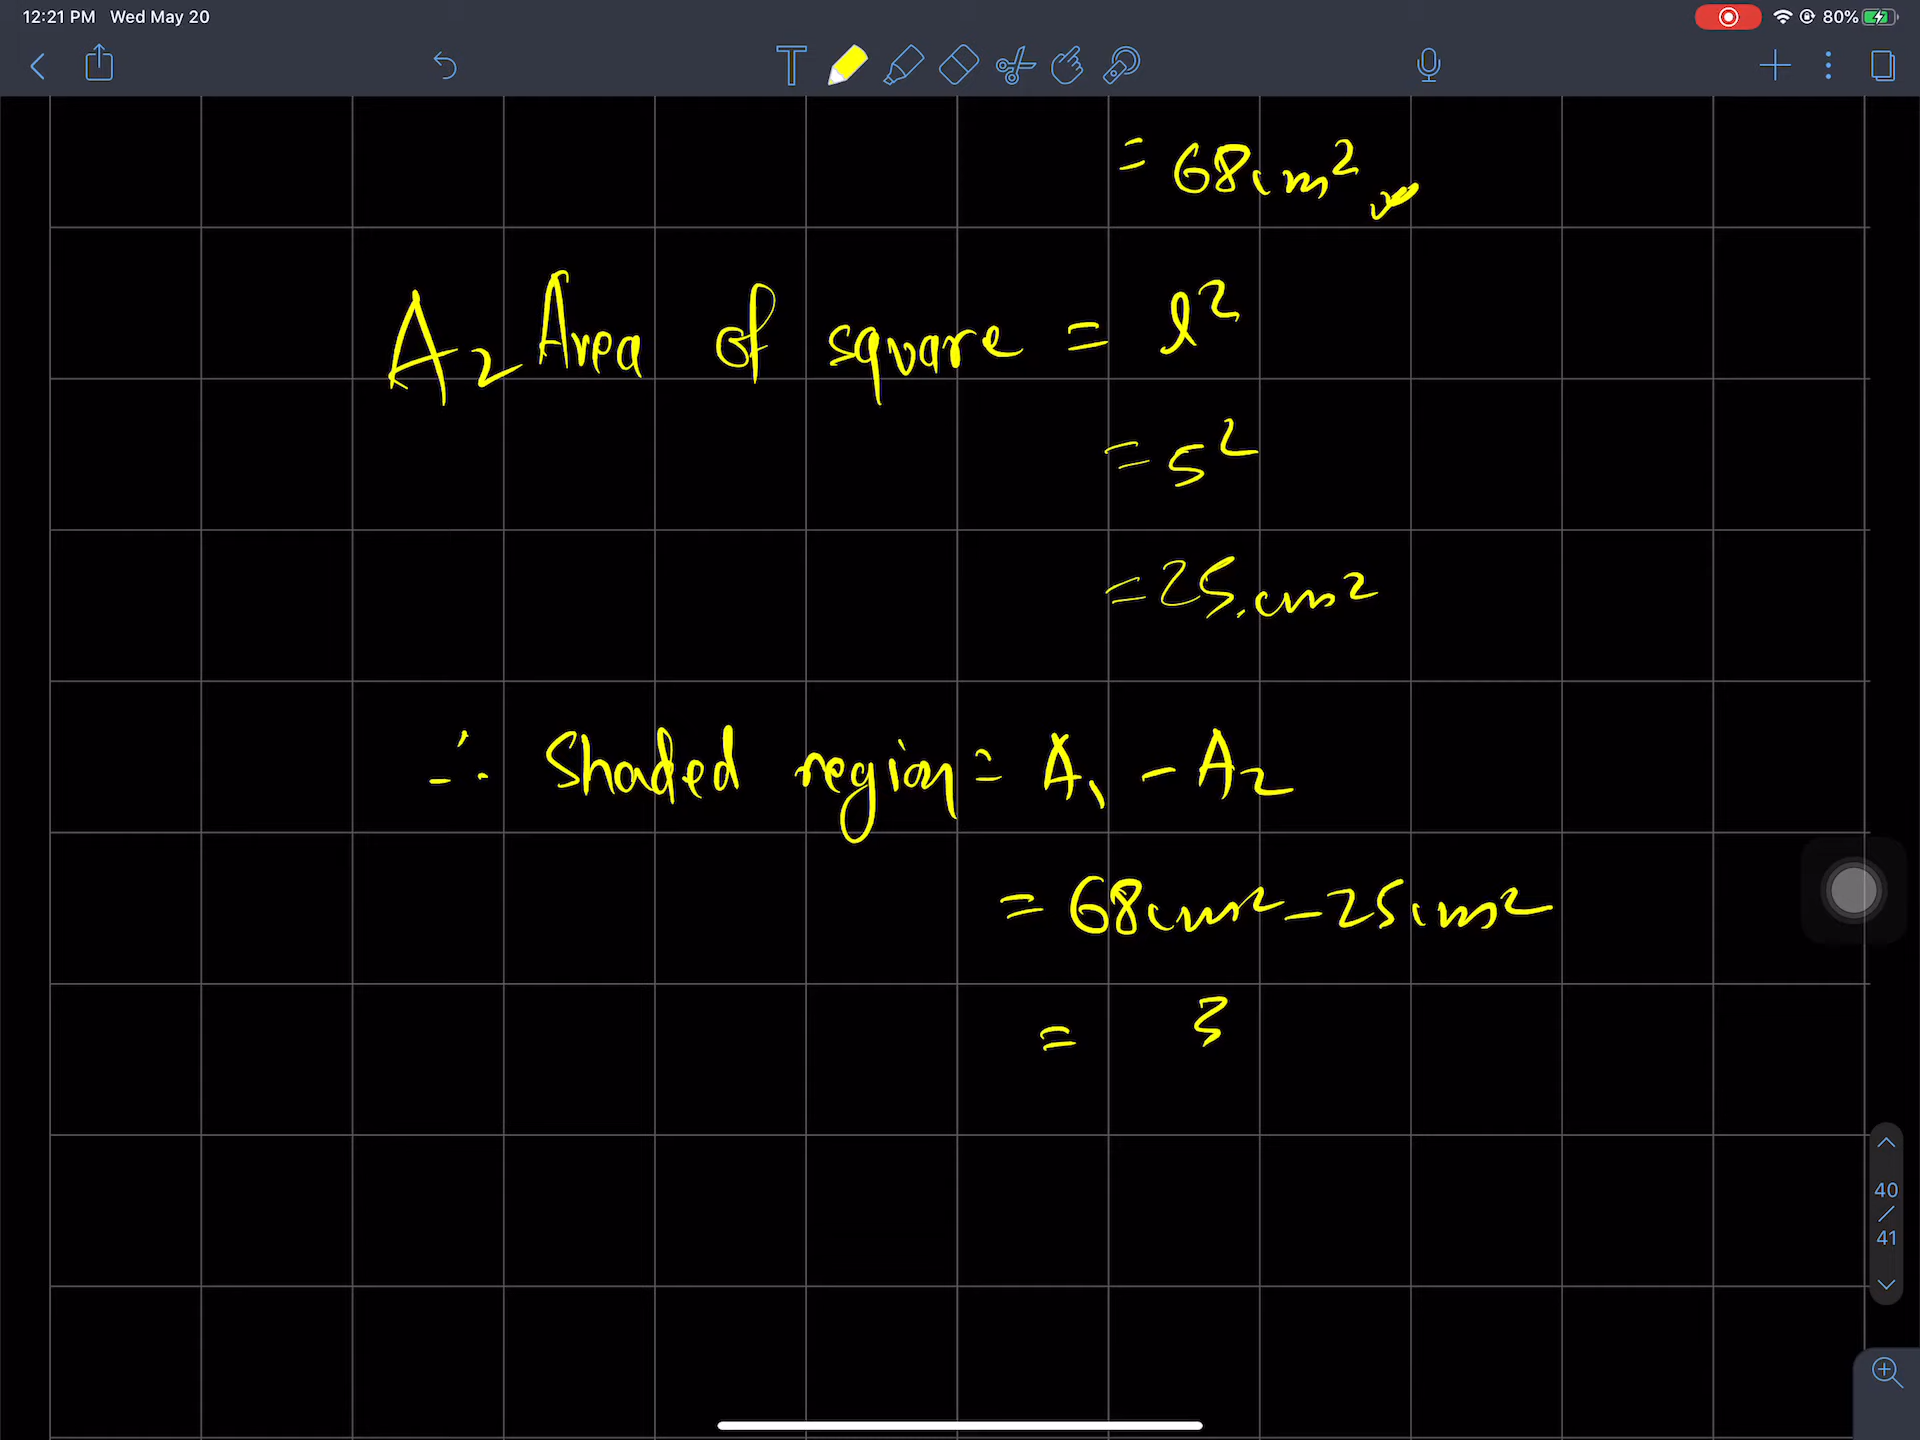 12:21 PM Wed May 20
80%
T
= 68cm²
A₂ Area of square = l²
= 5²
= 25.cm²
∴ Shaded region = A₁ - A₂
= 68cm² - 25cm²
= 3
40
/
41